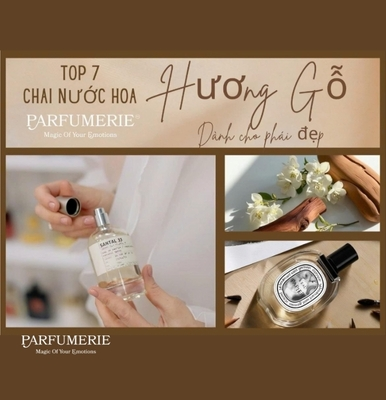 TOP 7
CHAI NƯỚC HOA
Hương Gỗ
PARFUMERIE
Magic Of Your Emotions
Dành cho phái đẹp
SANTAL 33
PARFUMERIE
Magic Of Your Emotions